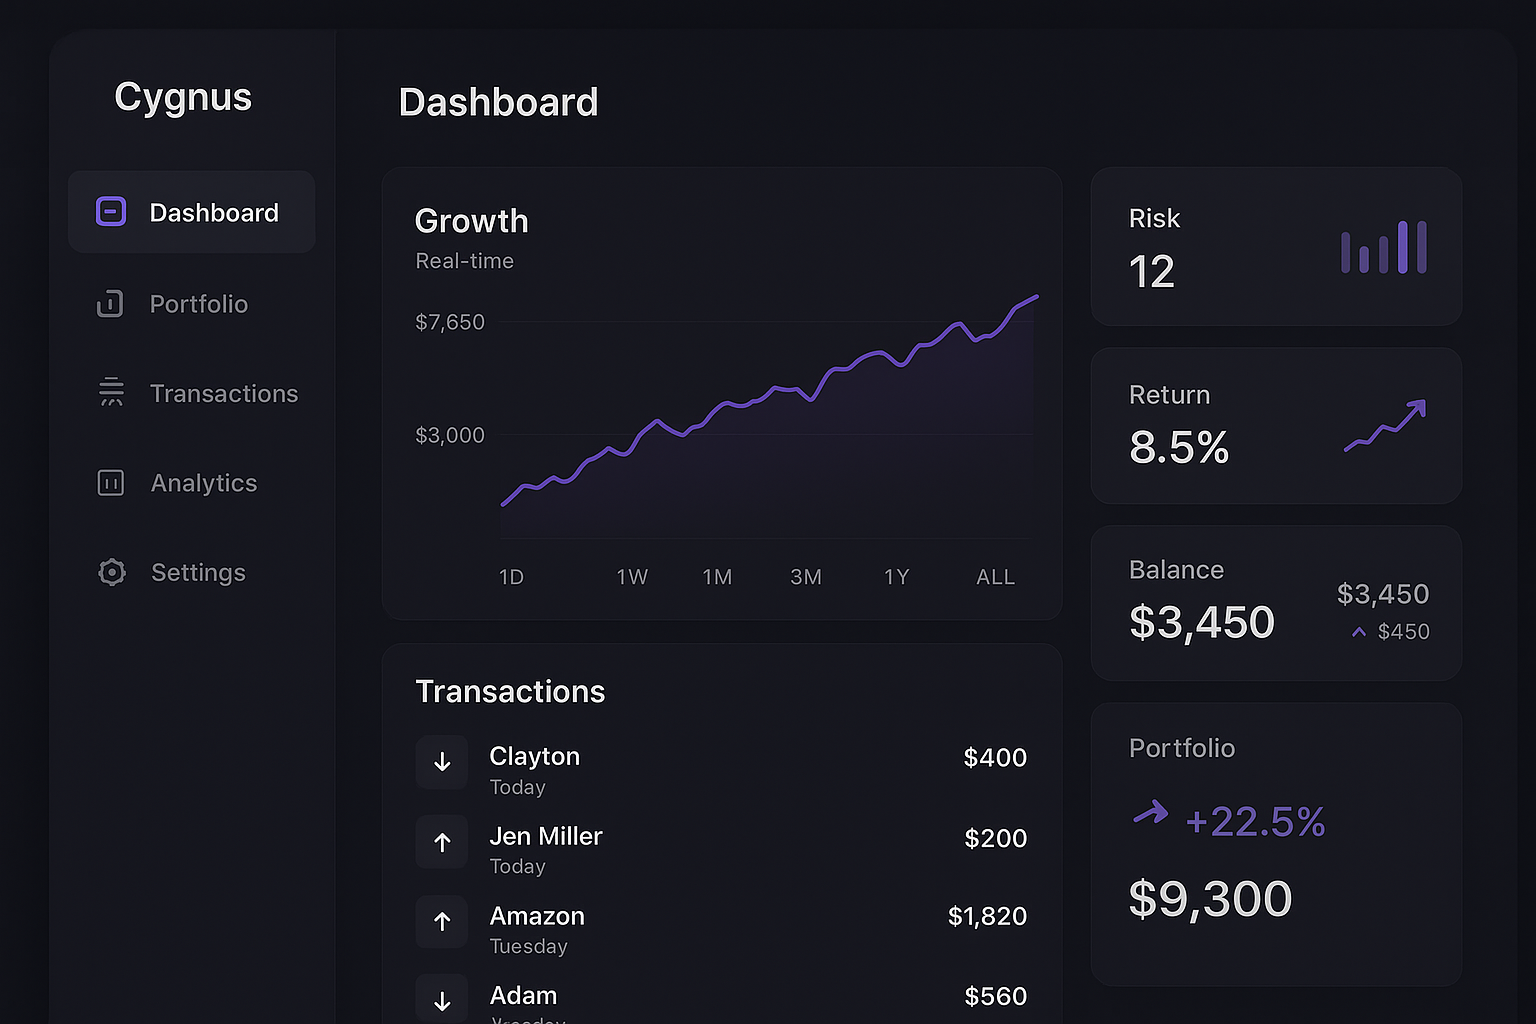 Cygnus
Dashboard
Portfolio
Transactions
Analytics
Settings
Dashboard
Growth
Real-time
$7,650
$3,000
1D 1W 1M 3M 1Y ALL
Transactions
Clayton $400
Today
Jen Miller $200
Today
Amazon $1,820
Tuesday
Adam $560
Risk
12
Return
8.5%
Balance
$3,450
$3,450
$450
Portfolio
+22.5%
$9,300